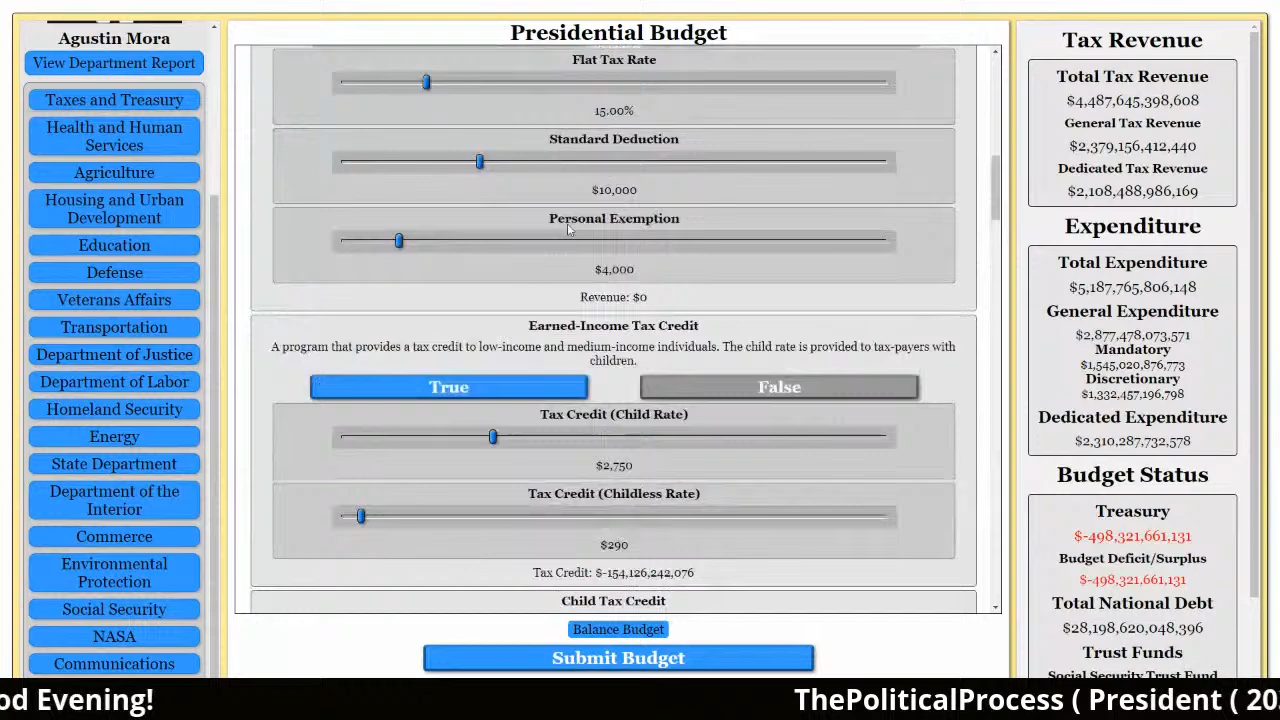 Agustin Mora
View Department Report
Taxes and Treasury
Health and Human
Services
Agriculture
Housing and Urban
Development
Education
Defense
Veterans Affairs
Transportation
Department of Justice
Department of Labor
Homeland Security
Energy
State Department
Department of the
Interior
Commerce
Environmental
Protection
Social Security
NASA
Communications
Presidential Budget
Flat Tax Rate
15.00%
Standard Deduction
$10,000
Personal Exemption
$4,000
Revenue: $0
Earned-Income Tax Credit
A program that provides a tax credit to low-income and medium-income individuals. The child rate is provided to tax-payers with
children.
True False
Tax Credit (Child Rate)
$2,750
Tax Credit (Childless Rate)
$290
Tax Credit: $-154,126,242,076
Child Tax Credit
Balance Budget
Submit Budget
Tax Revenue
Total Tax Revenue
$4,487,645,398,608
General Tax Revenue
$2,379,156,412,440
Dedicated Tax Revenue
$2,108,488,986,169
Expenditure
Total Expenditure
$5,187,765,806,148
General Expenditure
$2,877,478,073,571
Mandatory
$1,545,020,876,773
Discretionary
$1,332,457,196,798
Dedicated Expenditure
$2,310,287,732,578
Budget Status
Treasury
$-498,321,661,131
Budget Deficit/Surplus
$-498,321,661,131
Total National Debt
$28,198,620,048,396
Trust Funds
Social Security Trust Fund
od Evening! ThePoliticalProcess ( President ( 20